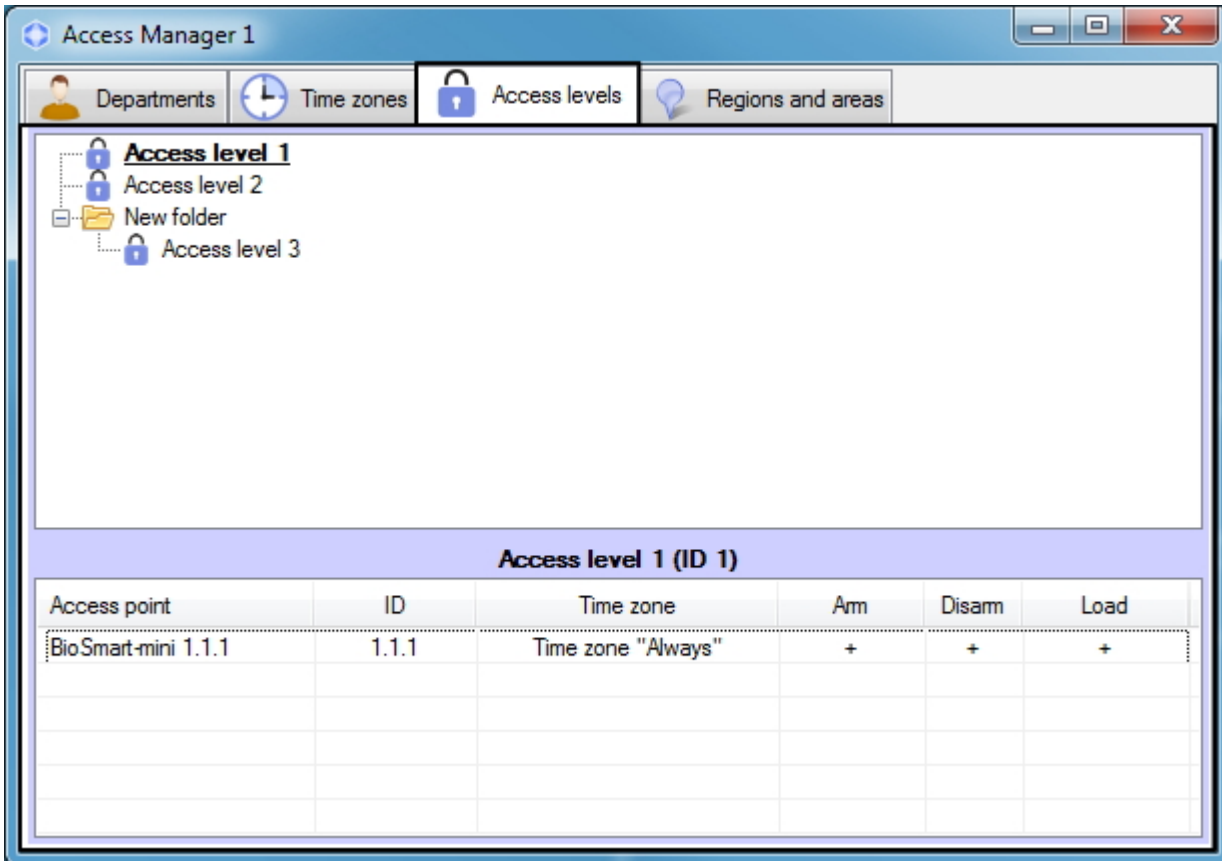 Access Manager 1
Departments Time zones Access levels Regions and areas
Access level 1
Access level 2
New folder
Access level 3
Access level 1 (ID 1)
Access point ID Time zone Arm Disarm Load
BioSmart-mini 1.1.1 1.1.1 Time zone "Always" + + +